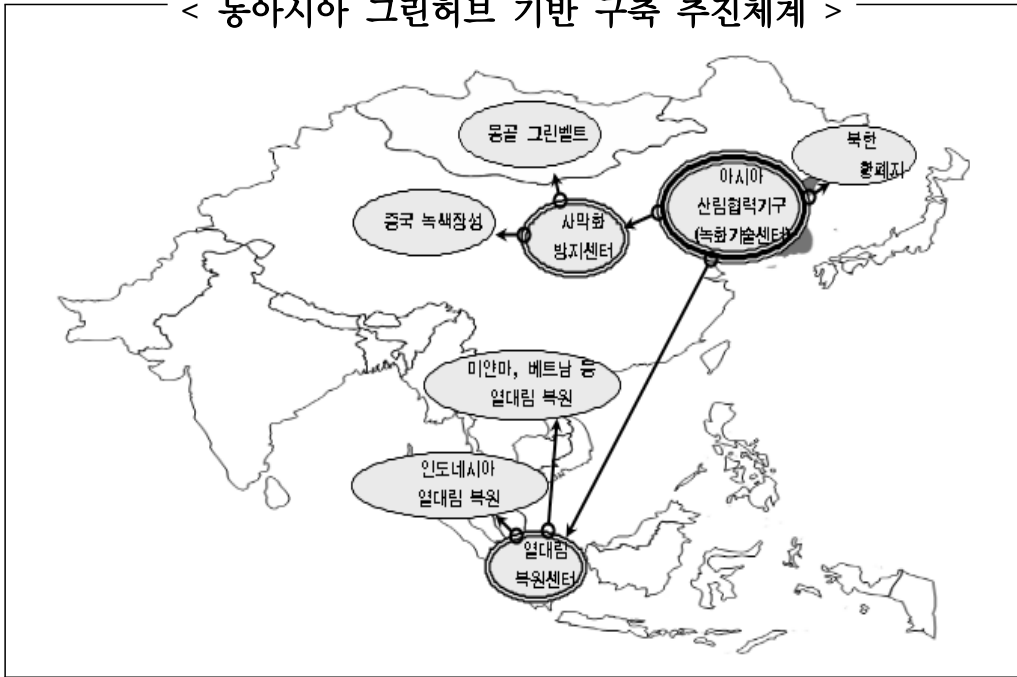 < 동아시아 그린허브 기반 구축 추진체계 >
몽골 그린벨트
북한
황폐지
아시아
산림협력기구
(녹화기술센터)
중국 녹색장성
사막화
방지센터
미얀마, 베트남 등
열대림 복원
인도네시아
열대림 복원
열대림
복원센터